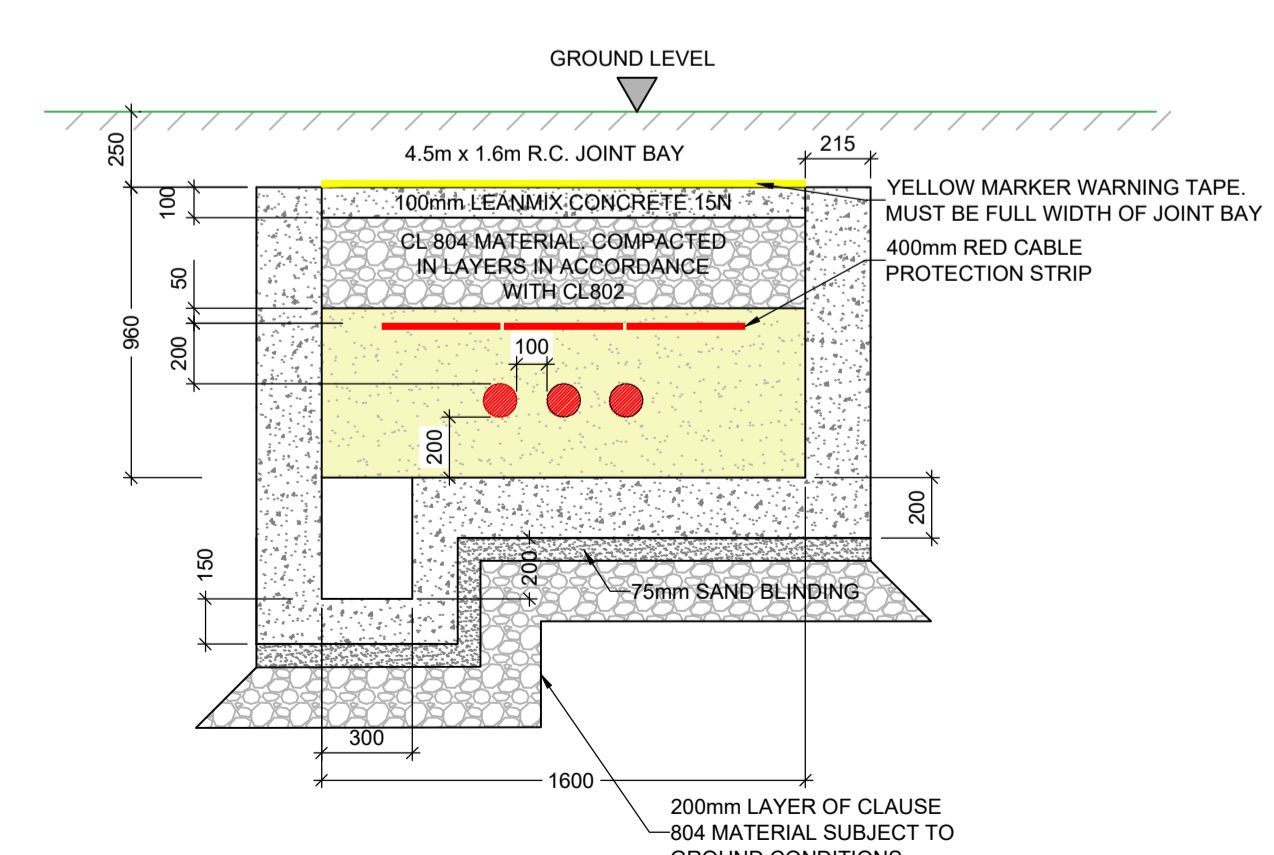 GROUND LEVEL
250
215
4.5m x 1.6m R.C. JOINT BAY
100
100mm LEANMIX CONCRETE 15N
YELLOW MARKER WARNING TAPE.
MUST BE FULL WIDTH OF JOINT BAY
CL 804 MATERIAL. COMPACTED
IN LAYERS IN ACCORDANCE
WITH CL802
400mm RED CABLE
PROTECTION STRIP
50
960
200
100
200
200
150
200
75mm SAND BLINDING
300
1600
200mm LAYER OF CLAUSE
804 MATERIAL SUBJECT TO
GROUND CONDITIONS